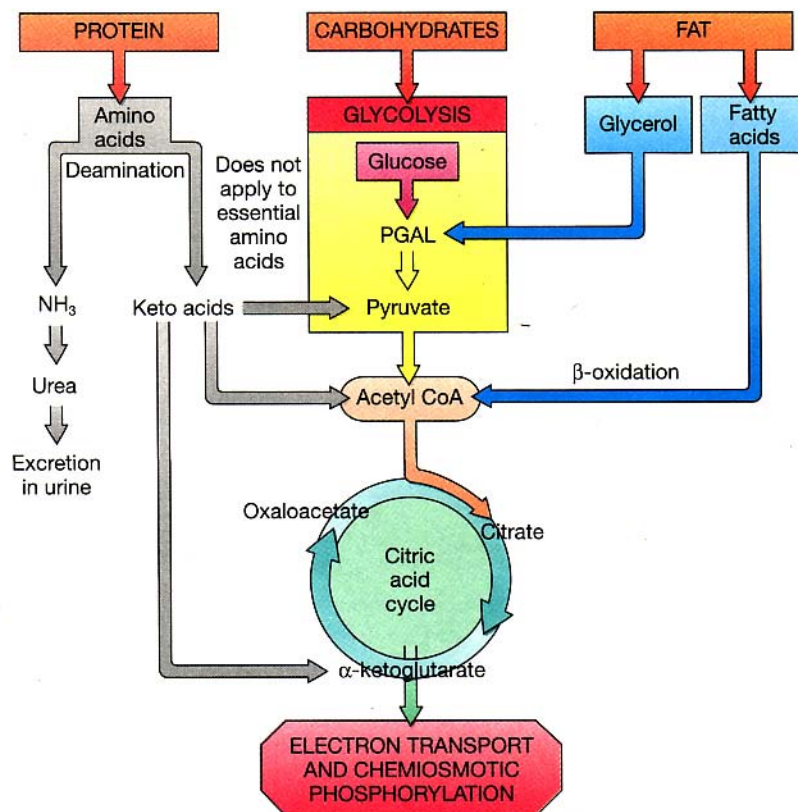 PROTEIN
CARBOHYDRATES
FAT
Amino
acids
GLYCOLYSIS
Glycerol
Fatty
acids
Deamination
Does not
apply to
essential
amino
acids
Glucose
PGAL
NH₃
Keto acids
Pyruvate
Urea
Acetyl CoA
β-oxidation
Excretion
in urine
Oxaloacetate
Citrate
Citric
acid
cycle
α-ketoglutarate
ELECTRON TRANSPORT
AND CHEMIOSMOTIC
PHOSPHORYLATION